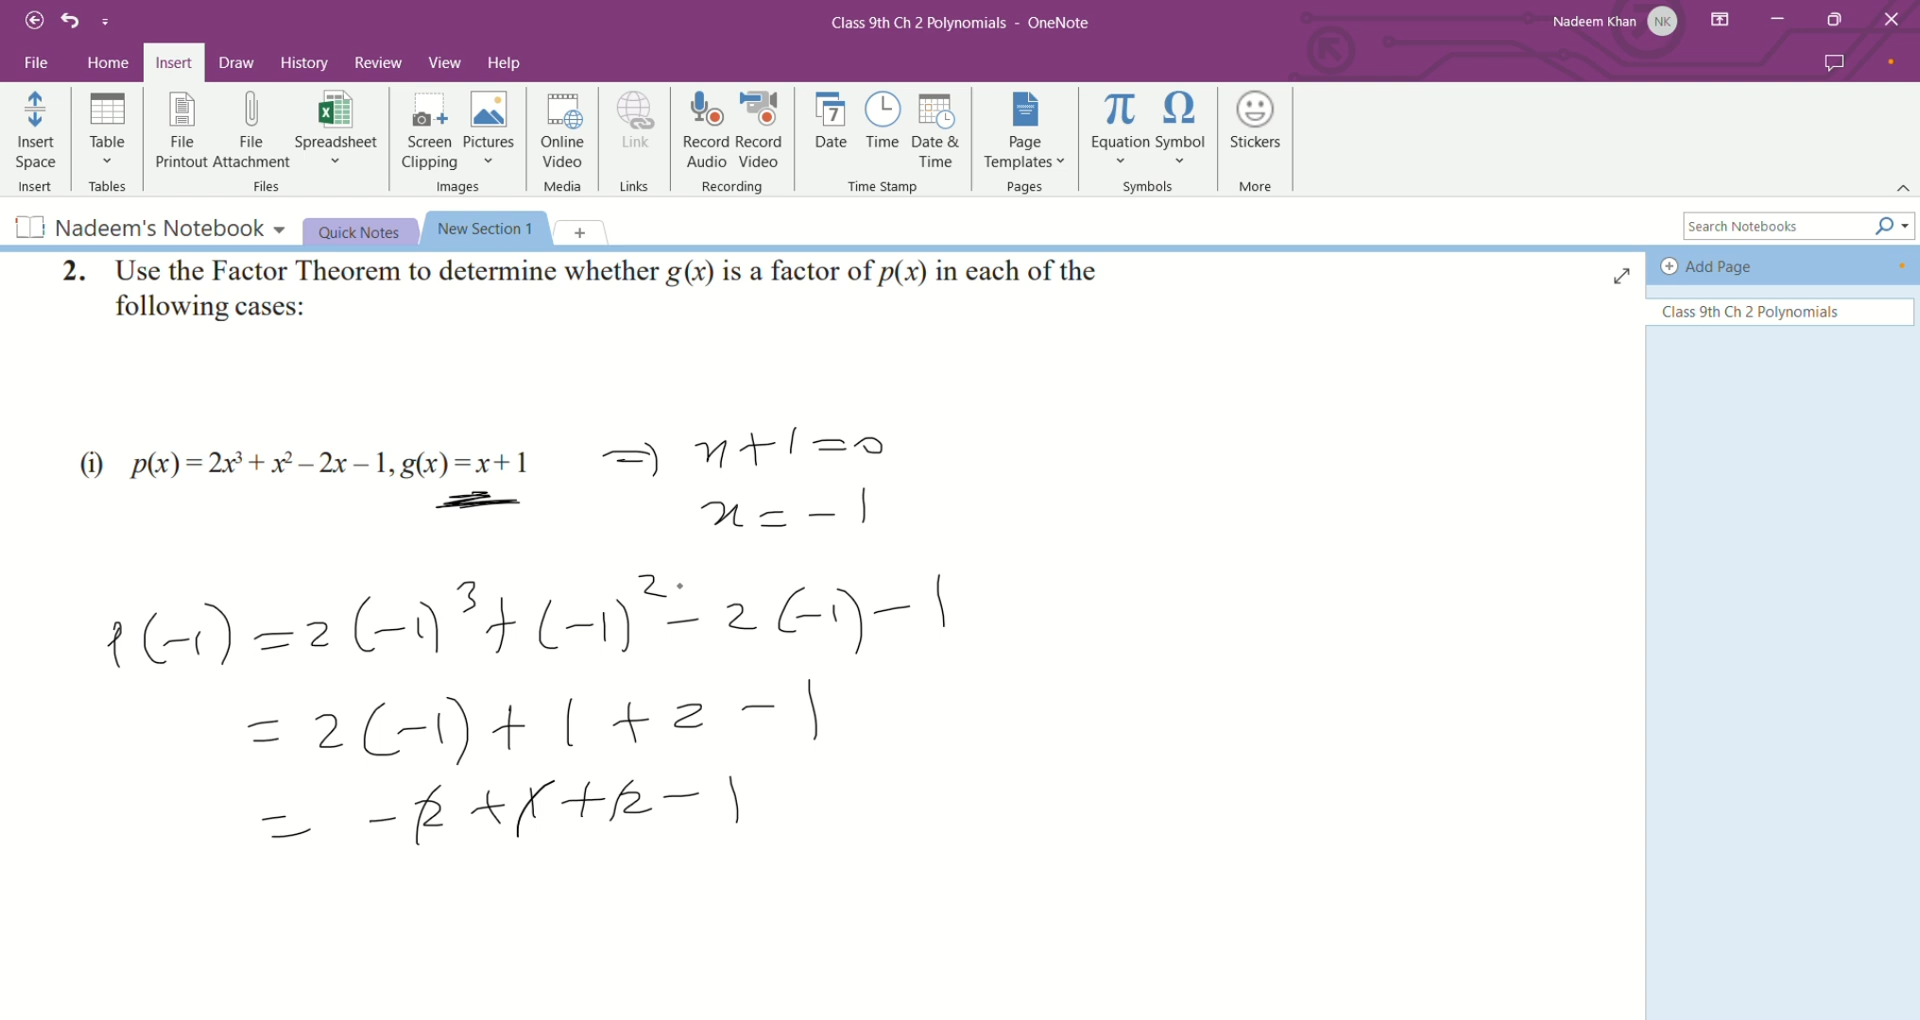 Class 9th Ch 2 Polynomials - OneNote
Nadeem Khan NK
File Home Insert Draw History Review View Help
Insert Space
Table
File Printout
File Attachment
Spreadsheet
Screen Clipping
Pictures
Online Video
Link
Record Audio
Record Video
7
Date
Time
Date & Time
Page Templates
π Equation
Ω Symbol
Stickers
Insert Tables Files Images Media Links Recording Time Stamp Pages Symbols More
Nadeem's Notebook
Quick Notes
New Section 1
+
Search Notebooks
Add Page
Class 9th Ch 2 Polynomials
2. Use the Factor Theorem to determine whether g(x) is a factor of p(x) in each of the
following cases:
(i) p(x) = 2x³ + x² – 2x – 1, g(x) = x + 1 ⇒ x + 1 = 0
x = - 1
p(-1) = 2(-1)³ + (-1)² - 2(-1) - 1
= 2(-1) + 1 + 2 - 1
= - 2 + 1 + 2 - 1